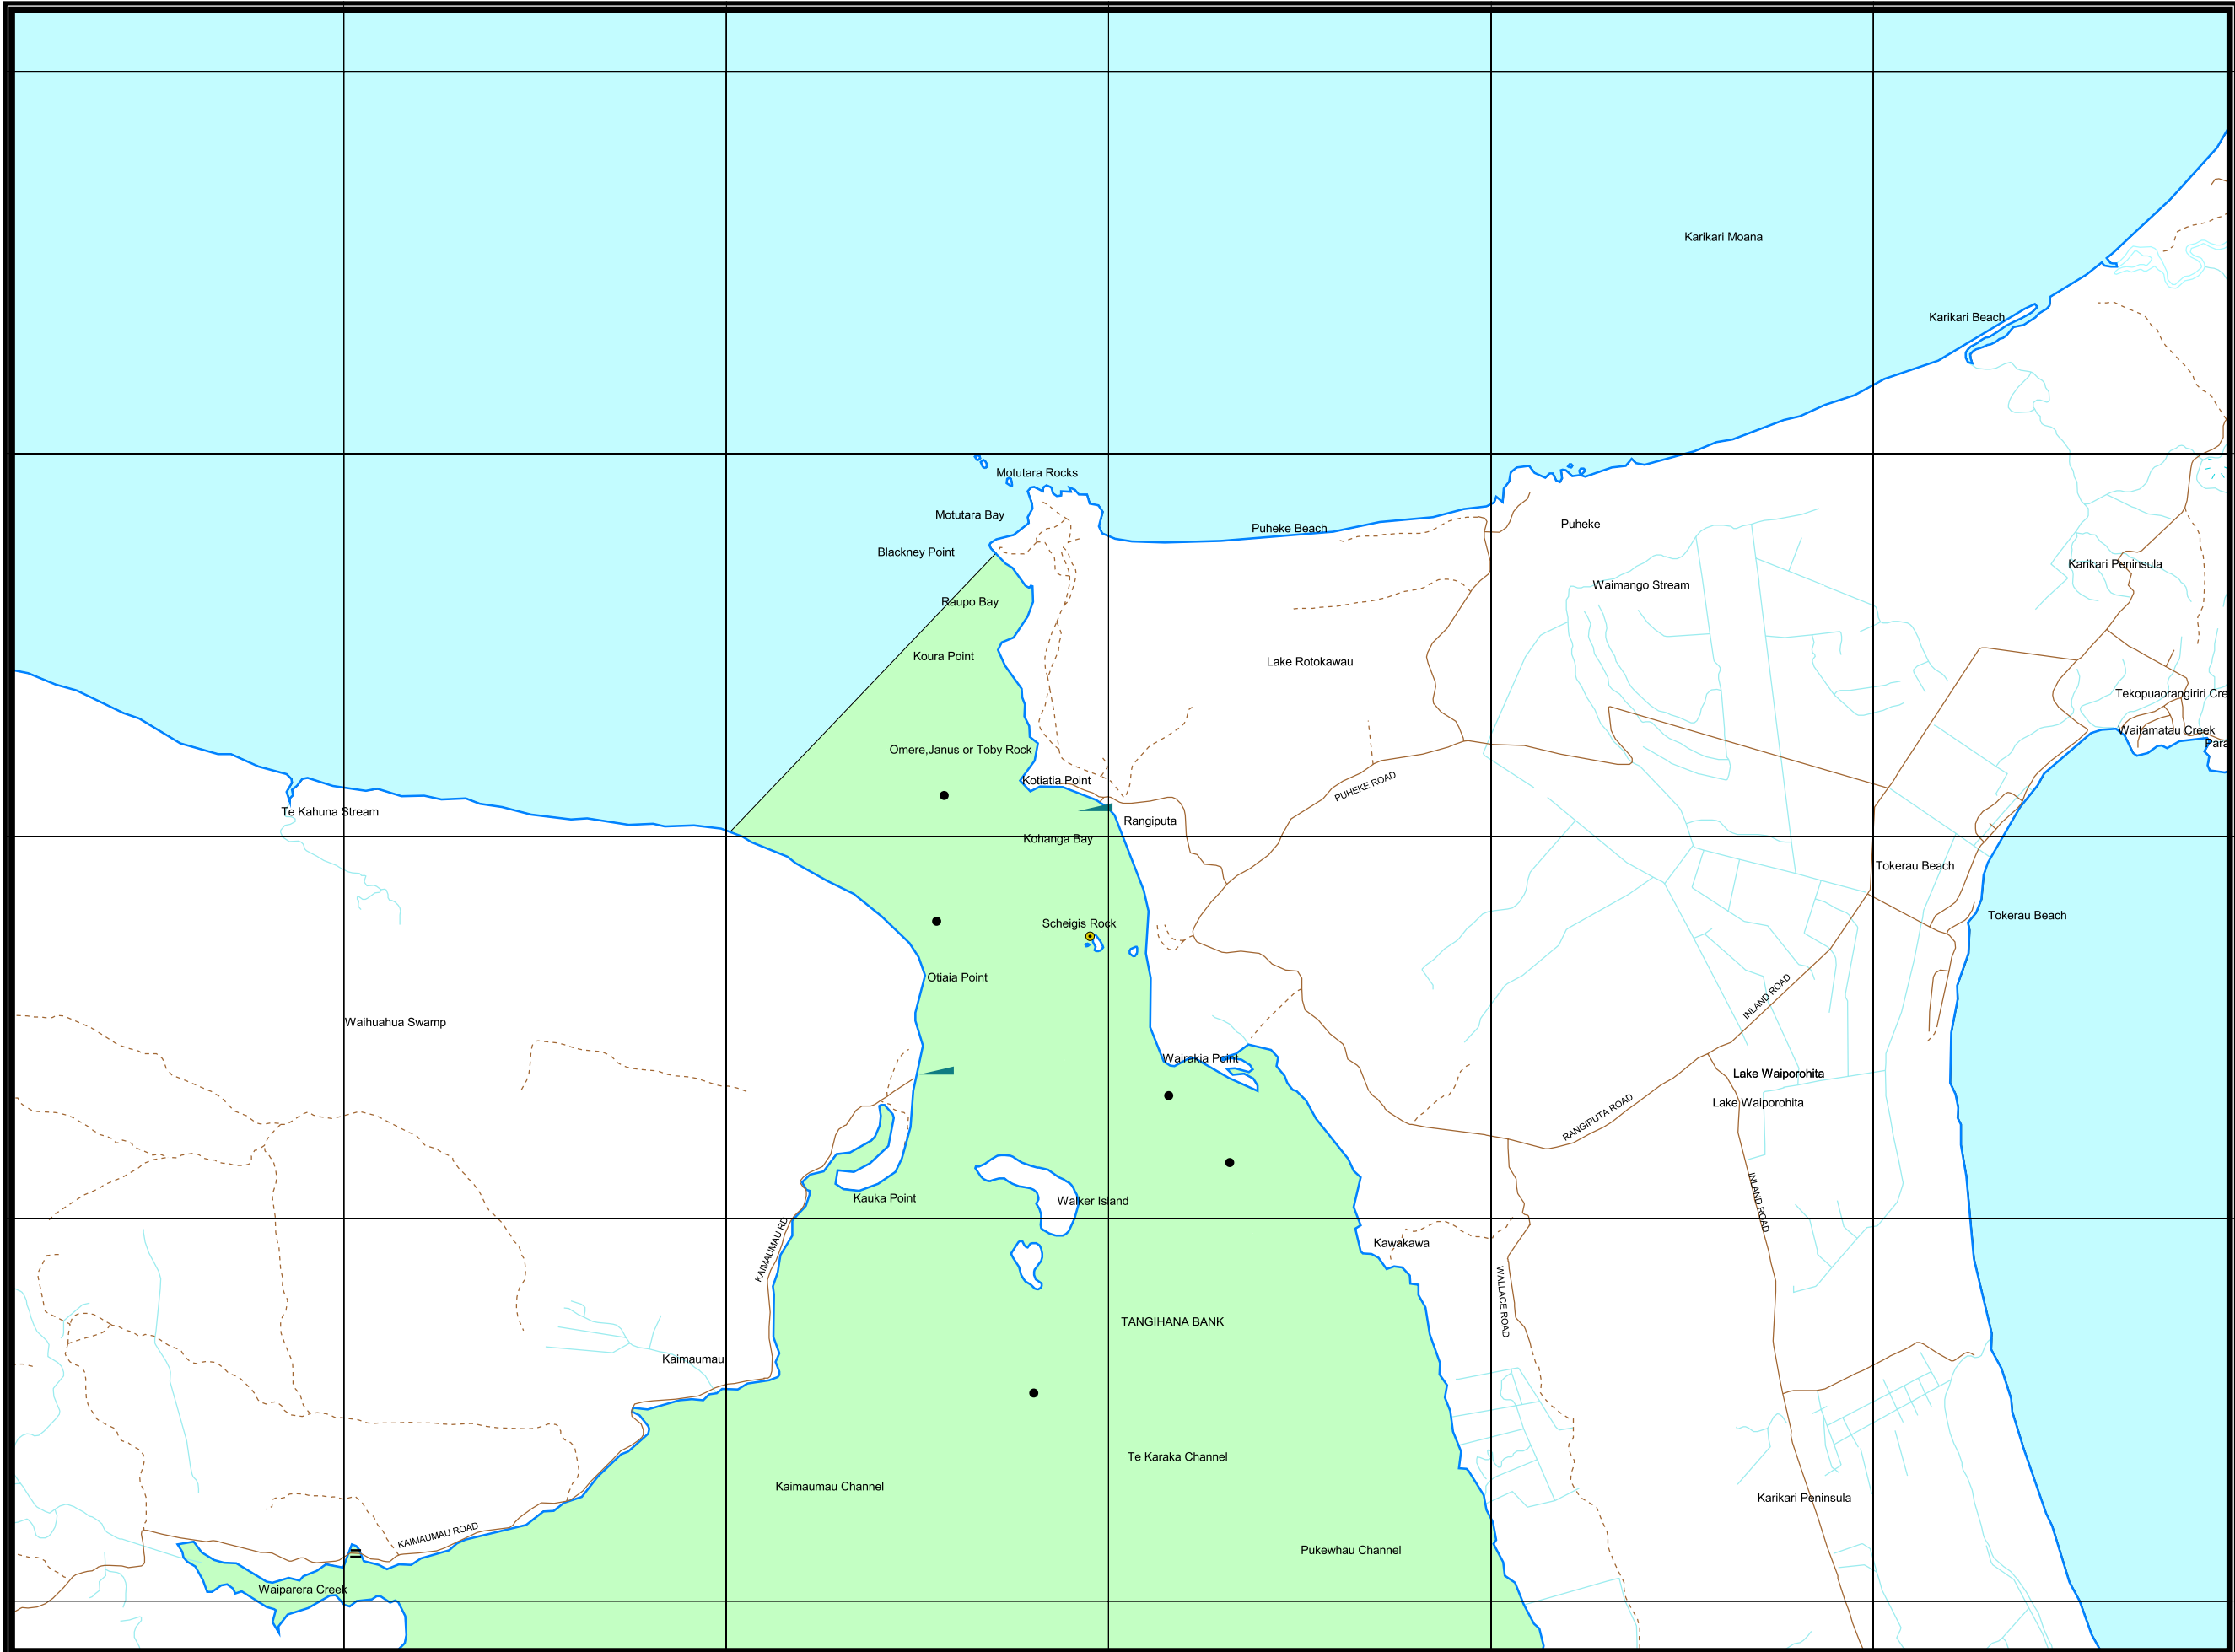 Karikari Moana
Karikari Beach
Motutara Rocks
Motutara Bay
Puheke Beach
Puheke
Blackney Point
Karikari Peninsula
Waimango Stream
Raupo Bay
Koura Point
Lake Rotokawau
Tekopuaorangiriri Cre
Waitamatau Creek
Para
Omere,Janus or Toby Rock
Kotiatia Point
PUHEKE ROAD
Te Kahuna Stream
Rangiputa
Kohanga Bay
Tokerau Beach
Tokerau Beach
Scheigis Rock
Otiaia Point
INLAND ROAD
Waihuahua Swamp
Wairakia Point
Lake Waiporohita
Lake Waiporohita
RANGIPUTA ROAD
Kauka Point
Walker Island
INLAND ROAD
KAIMAUMAU RD
Kawakawa
WALLACE ROAD
TANGIHANA BANK
Kaimaumau
Te Karaka Channel
Kaimaumau Channel
Karikari Peninsula
KAIMAUMAU ROAD
Pukewhau Channel
Waiparera Creek